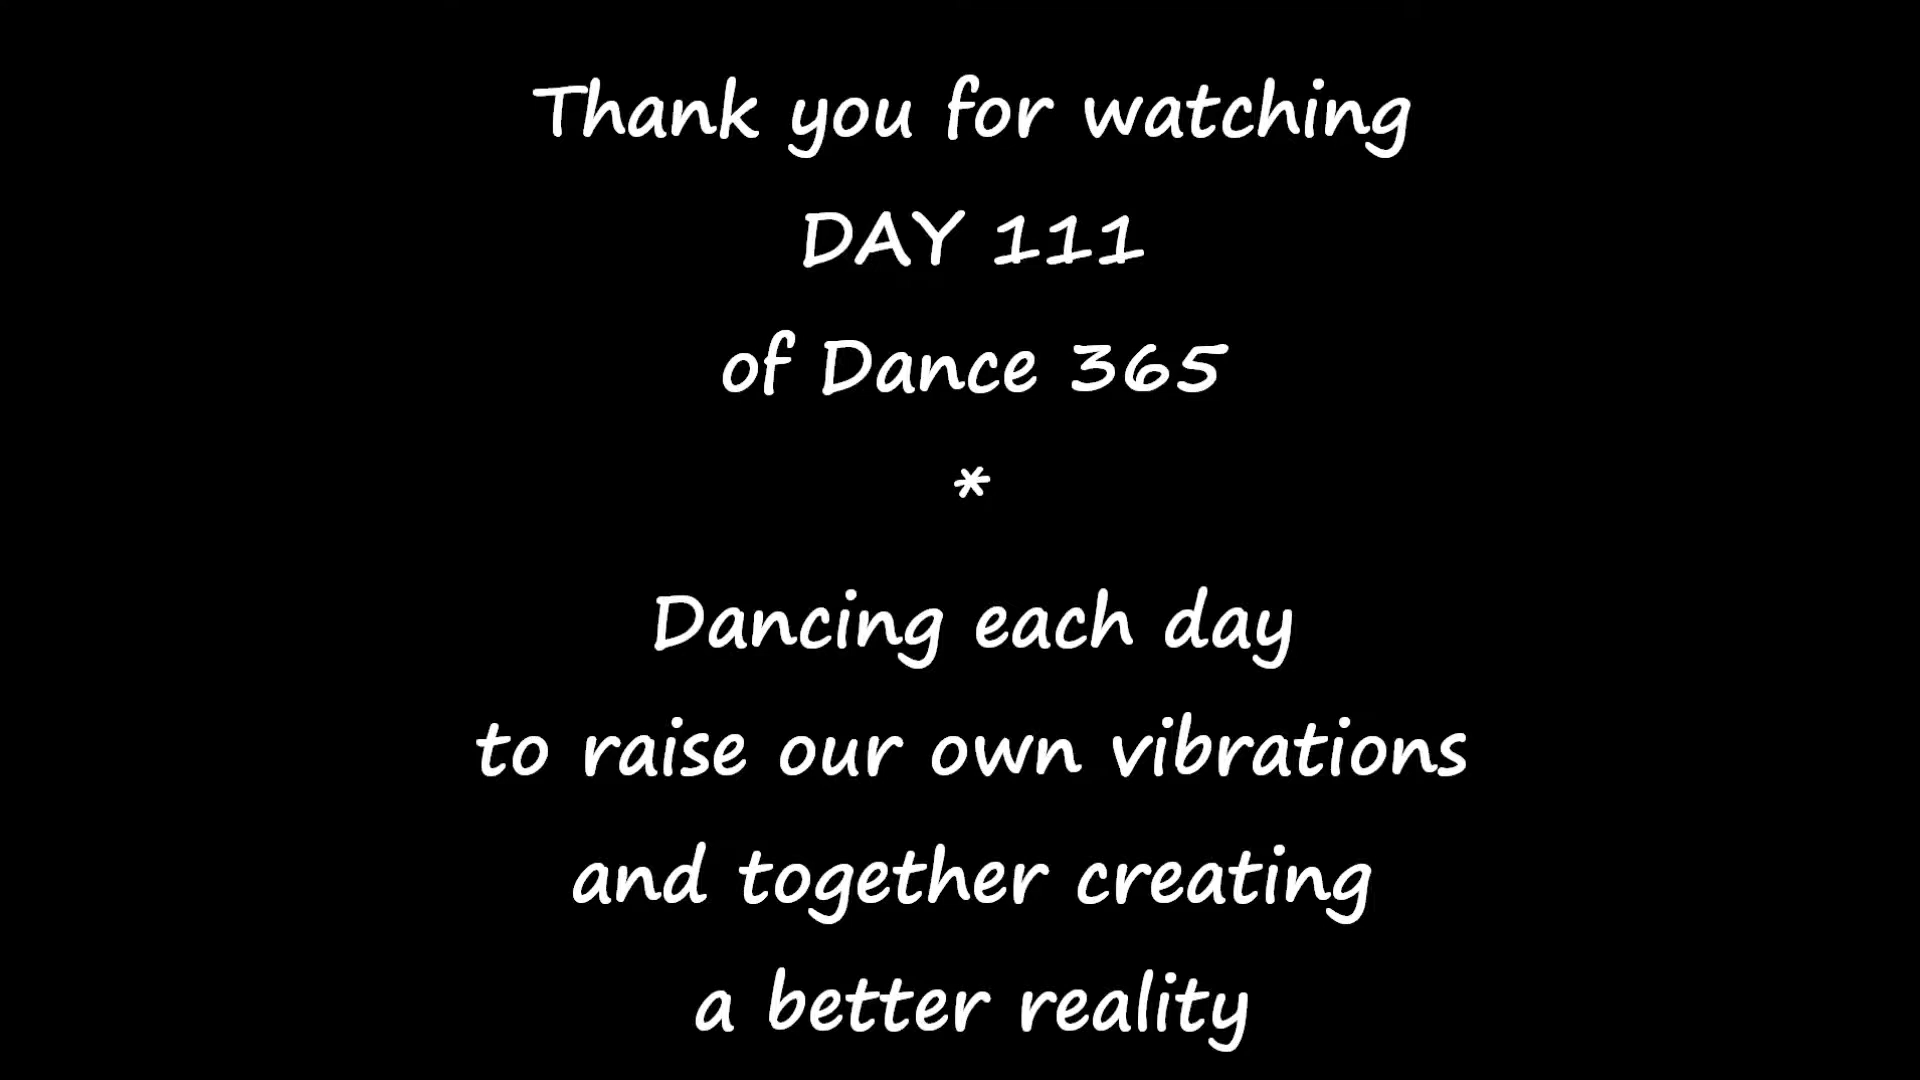 Thank you for watching
DAY 111
of Dance 365
*
Dancing each day
to raise our own vibrations
and together creating
a better reality